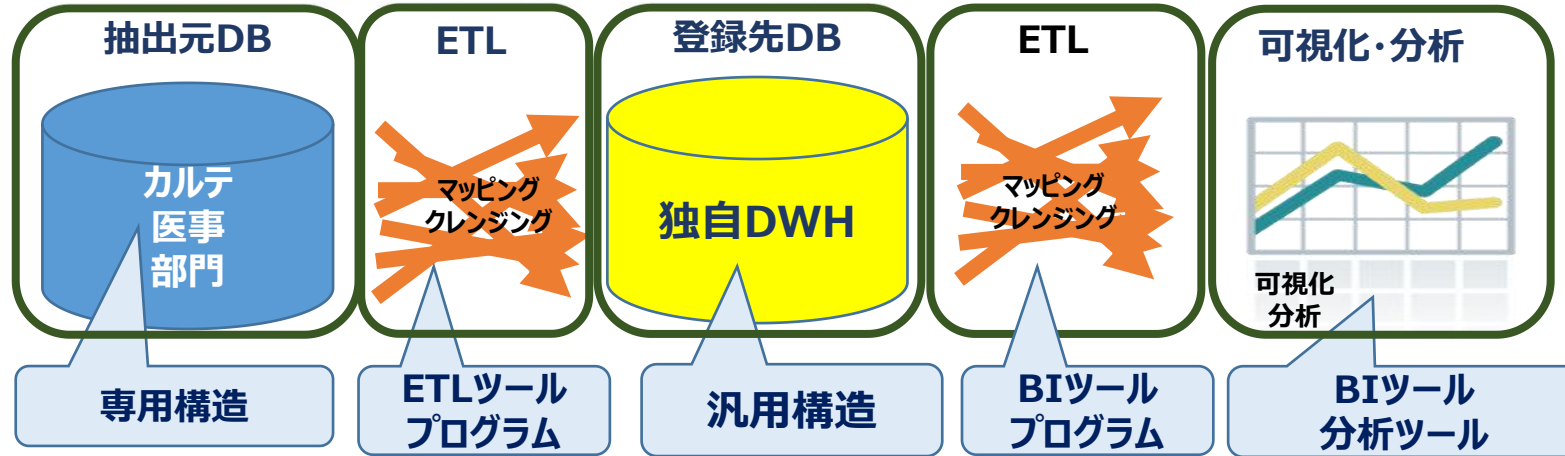 抽出元DB
カルテ
医事
部門
専用構造
ETL
マッピング
クレンジング
ETLツール
プログラム
登録先DB
独自DWH
汎用構造
ETL
マッピング
クレンジング
BIツール
プログラム
可視化・分析
可視化
分析
BIツール
分析ツール